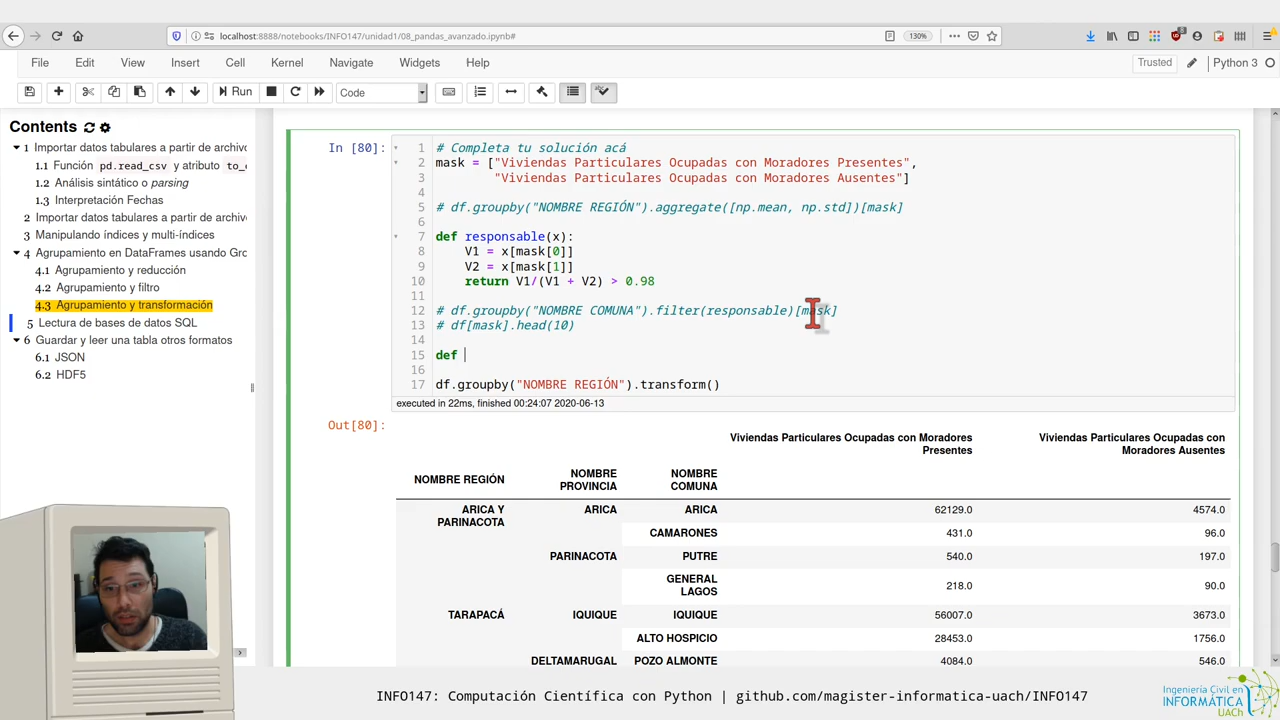 localhost:8888/notebooks/INFO147/unidad1/08_pandas_avanzado.ipynb#
130%
File Edit View Insert Cell Kernel Navigate Widgets Help
Trusted
Python 3
Run
Code
Contents
1 Importar datos tabulares a partir de archivo
1.1 Función pd.read_csv y atributo to_
1.2 Análisis sintático o parsing
1.3 Interpretación Fechas
2 Importar datos tabulares a partir de archivo
3 Manipulando índices y multi-índices
4 Agrupamiento en DataFrames usando Gro
4.1 Agrupamiento y reducción
4.2 Agrupamiento y filtro
4.3 Agrupamiento y transformación
5 Lectura de bases de datos SQL
6 Guardar y leer una tabla otros formatos
6.1 JSON
6.2 HDF5
In [80]:
1 # Completa tu solución acá
2 mask = ["Viviendas Particulares Ocupadas con Moradores Presentes",
3 "Viviendas Particulares Ocupadas con Moradores Ausentes"]
4
5 # df.groupby("NOMBRE REGIÓN").aggregate([np.mean, np.std])[mask]
6
7 def responsable(x):
8 V1 = x[mask[0]]
9 V2 = x[mask[1]]
10 return V1/(V1 + V2) > 0.98
11
12 # df.groupby("NOMBRE COMUNA").filter(responsable)[mask]
13 # df[mask].head(10)
14
15 def
16
17 df.groupby("NOMBRE REGIÓN").transform()
executed in 22ms, finished 00:24:07 2020-06-13
Out[80]:
Viviendas Particulares Ocupadas con Moradores
Presentes
Viviendas Particulares Ocupadas con
Moradores Ausentes
NOMBRE REGIÓN
NOMBRE
PROVINCIA
NOMBRE
COMUNA
ARICA Y
PARINACOTA
ARICA ARICA 62129.0 4574.0
CAMARONES 431.0 96.0
PARINACOTA PUTRE 540.0 197.0
GENERAL
LAGOS
218.0 90.0
TARAPACÁ IQUIQUE IQUIQUE 56007.0 3673.0
ALTO HOSPICIO 28453.0 1756.0
DELTAMARUGAL POZO ALMONTE 4084.0 546.0
INFO147: Computación Científica con Python | github.com/magister-informatica-uach/INFO147
Ingeniería Civil en
INFORMÁTICA
UACh